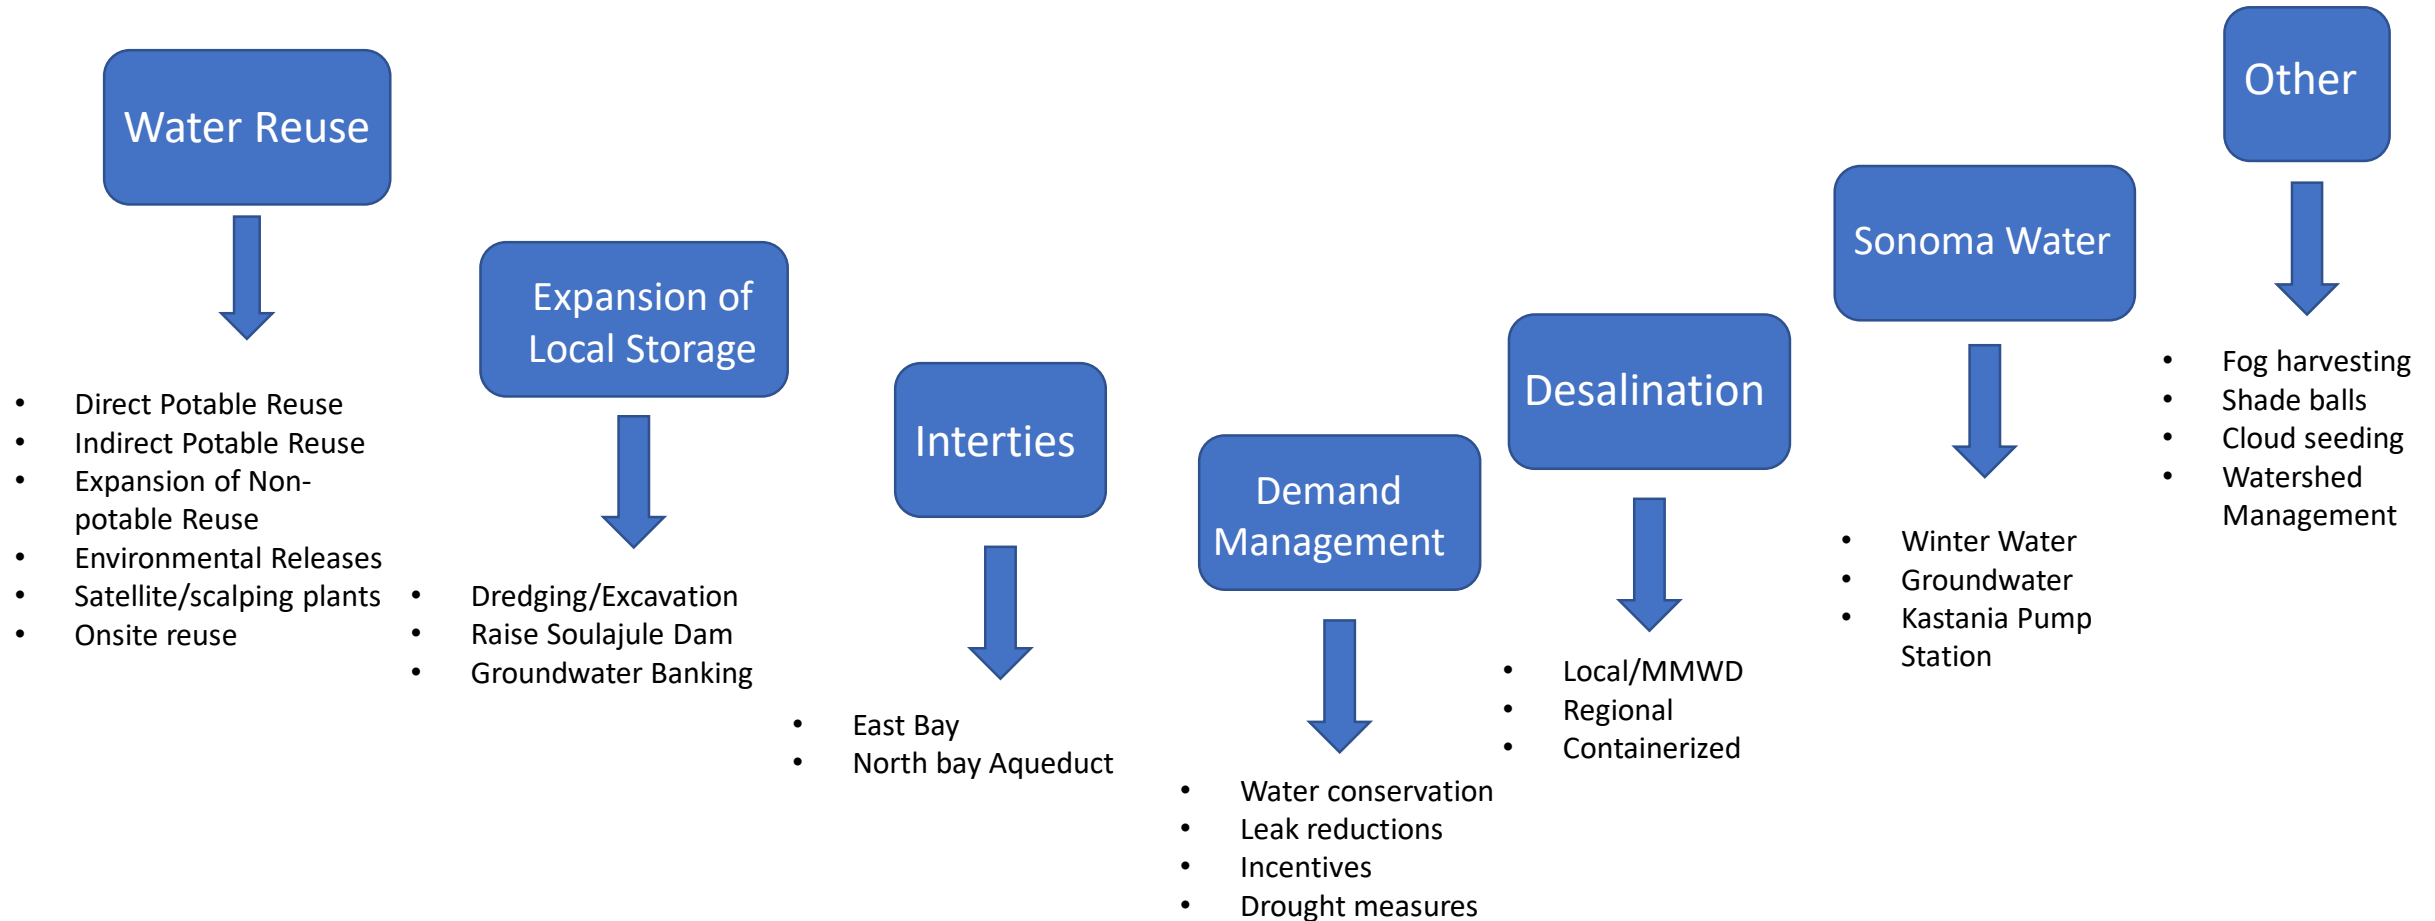 Water Reuse
• Direct Potable Reuse
• Indirect Potable Reuse
• Expansion of Non-
potable Reuse
• Environmental Releases
• Satellite/scalping plants
• Onsite reuse
Expansion of
Local Storage
• Dredging/Excavation
• Raise Soulajule Dam
• Groundwater Banking
Interties
• East Bay
• North bay Aqueduct
Demand
Management
• Water conservation
• Leak reductions
• Incentives
• Drought measures
Desalination
• Local/MMWD
• Regional
• Containerized
Sonoma Water
• Winter Water
• Groundwater
• Kastania Pump
Station
Other
• Fog harvesting
• Shade balls
• Cloud seeding
• Watershed
Management